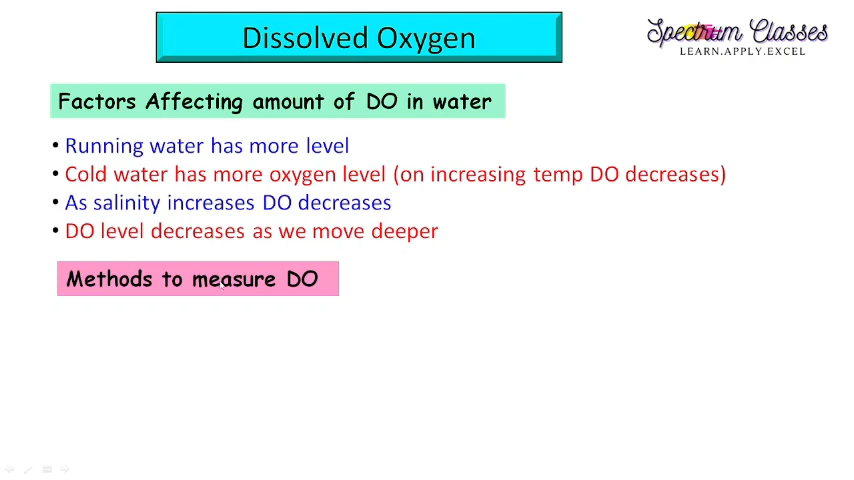 Dissolved Oxygen
Spectrum Classes
LEARN.APPLY.EXCEL
Factors Affecting amount of DO in water
• Running water has more level
• Cold water has more oxygen level (on increasing temp DO decreases)
• As salinity increases DO decreases
• DO level decreases as we move deeper
Methods to measure DO